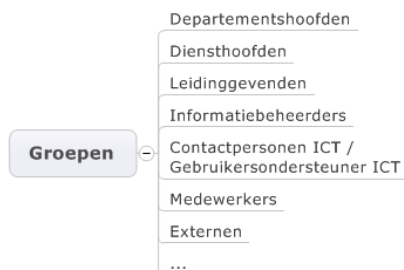 Departementshoofden
Diensthoofden
Leidinggevenden
Informatiebeheerders
Groepen
Contactpersonen ICT /
Gebruikersondersteuner ICT
Medewerkers
Externen
...